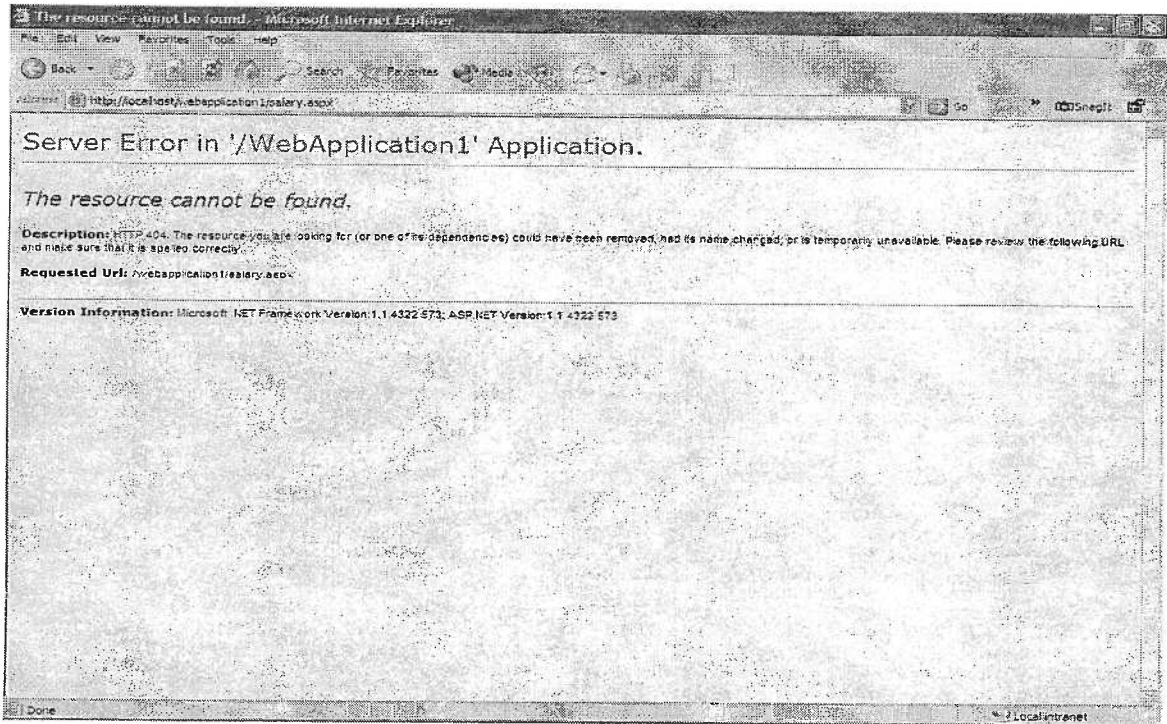 The resource cannot be found. - Microsoft Internet Explorer
File Edit View Favorites Tools Help
Back Search Favorites Media
Address http://localhost/webapplication1/salery.aspx Go SnagIt
Server Error in '/WebApplication1' Application.
The resource cannot be found.
Description: HTTP 404. The resource you are looking for (or one of its dependencies) could have been removed, had its name changed, or is temporarily unavailable. Please review the following URL
and make sure that it is spelled correctly.
Requested Url: /webapplication1/salery.aspx
Version Information: Microsoft .NET Framework Version:1.1.4322.573; ASP.NET Version:1.1.4322.573
Done
Local intranet